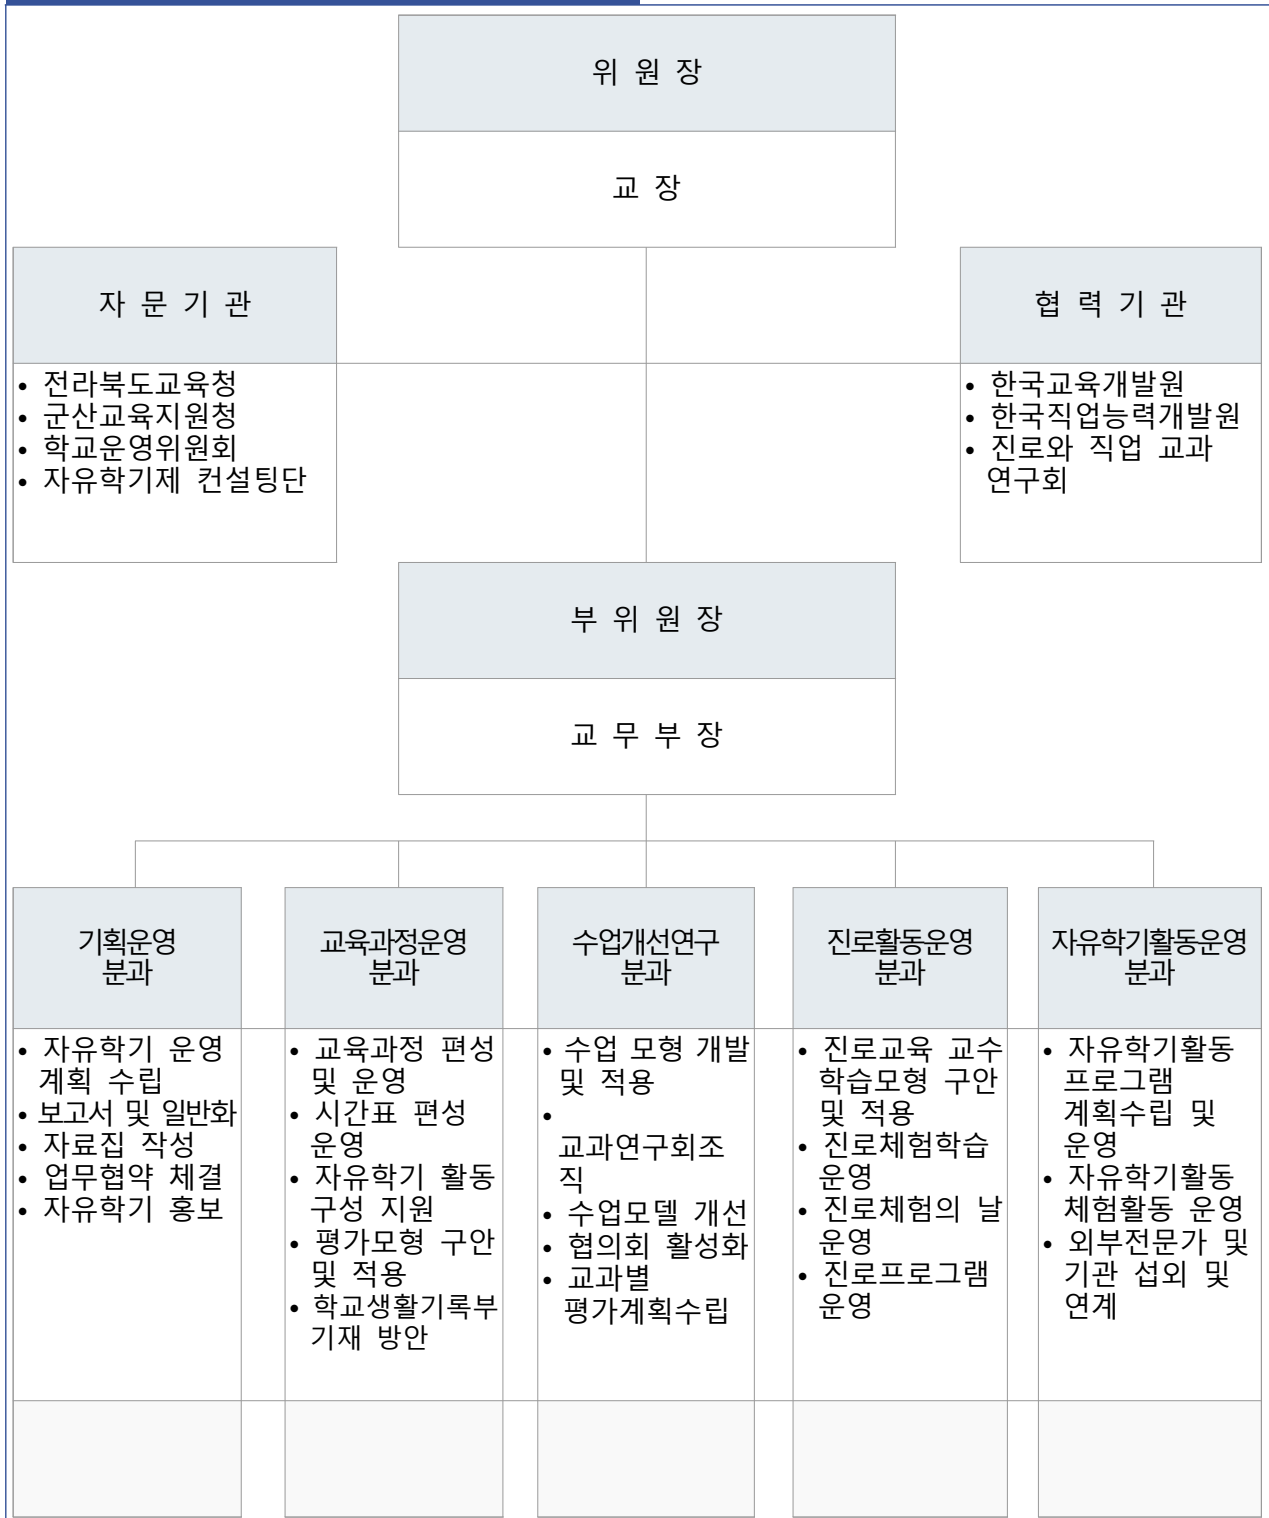 위 원 장
교 장
자 문 기 관
• 전라북도교육청
• 군산교육지원청
• 학교운영위원회
• 자유학기제 컨설팅단
협 력 기 관
• 한국교육개발원
• 한국직업능력개발원
• 진로와 직업 교과
연구회
부 위 원 장
교 무 부 장
기획운영
분과
• 자유학기 운영
계획 수립
• 보고서 및 일반화
• 자료집 작성
• 업무협약 체결
• 자유학기 홍보
교육과정운영
분과
• 교육과정 편성
및 운영
• 시간표 편성
운영
• 자유학기 활동
구성 지원
• 평가모형 구안
및 적용
• 학교생활기록부
기재 방안
수업개선연구
분과
• 수업 모형 개발
및 적용
•
교과연구회조
직
• 수업모델 개선
• 협의회 활성화
• 교과별
평가계획수립
진로활동운영
분과
• 진로교육 교수
학습모형 구안
및 적용
• 진로체험학습
운영
• 진로체험의 날
운영
• 진로프로그램
운영
자유학기활동운영
분과
• 자유학기활동
프로그램
계획수립 및
운영
• 자유학기활동
체험활동 운영
• 외부전문가 및
기관 섭외 및
연계